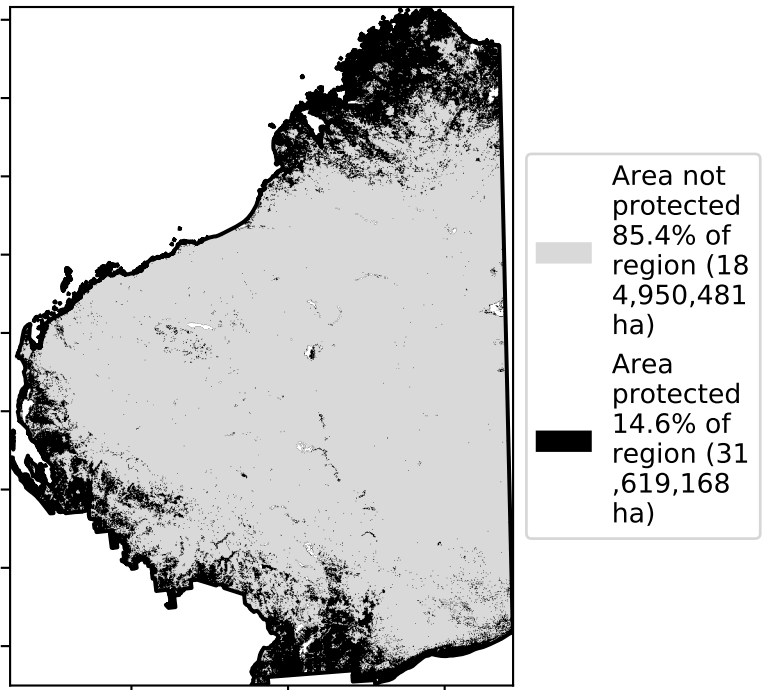 Area not
protected
85.4% of
region (18
4,950,481
ha)
Area
protected
14.6% of
region (31
,619,168
ha)